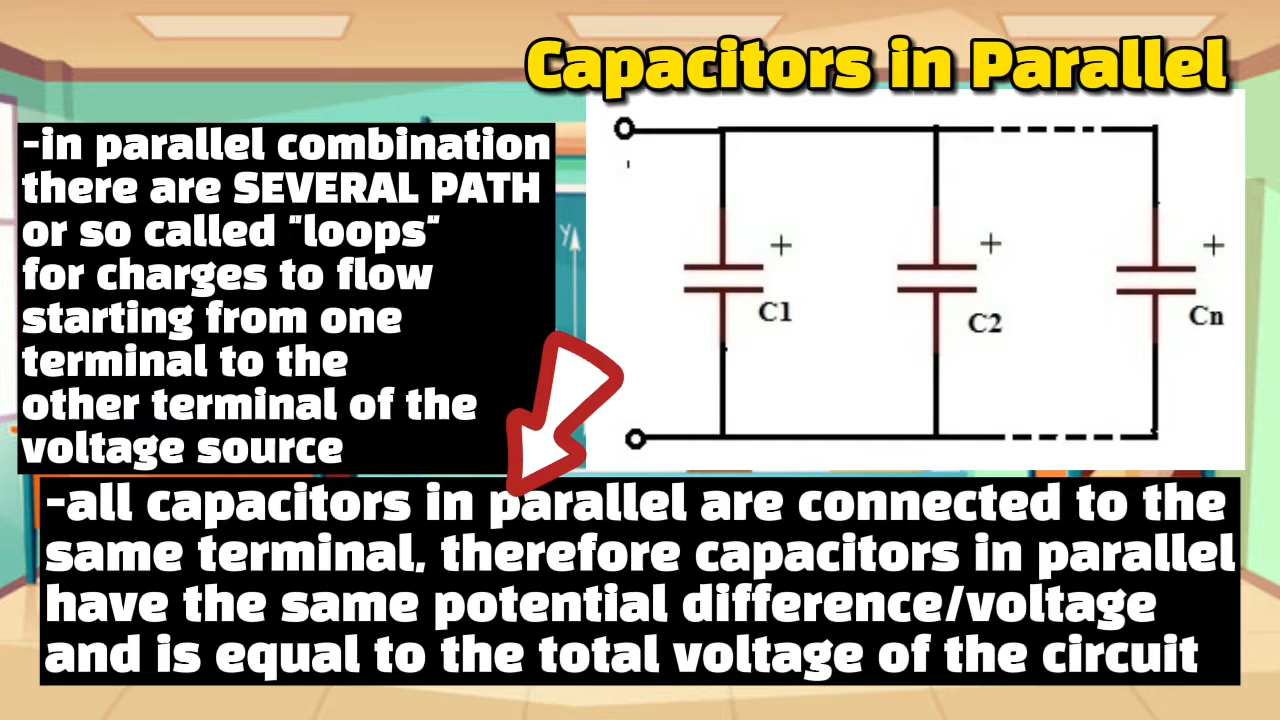 Capacitors in Parallel
-in parallel combination
there are SEVERAL PATH
or so called "loops"
for charges to flow
starting from one
terminal to the
other terminal of the
voltage source
y
+
+
+
C1
C2
Cn
-all capacitors in parallel are connected to the
same terminal, therefore capacitors in parallel
have the same potential difference/voltage
and is equal to the total voltage of the circuit